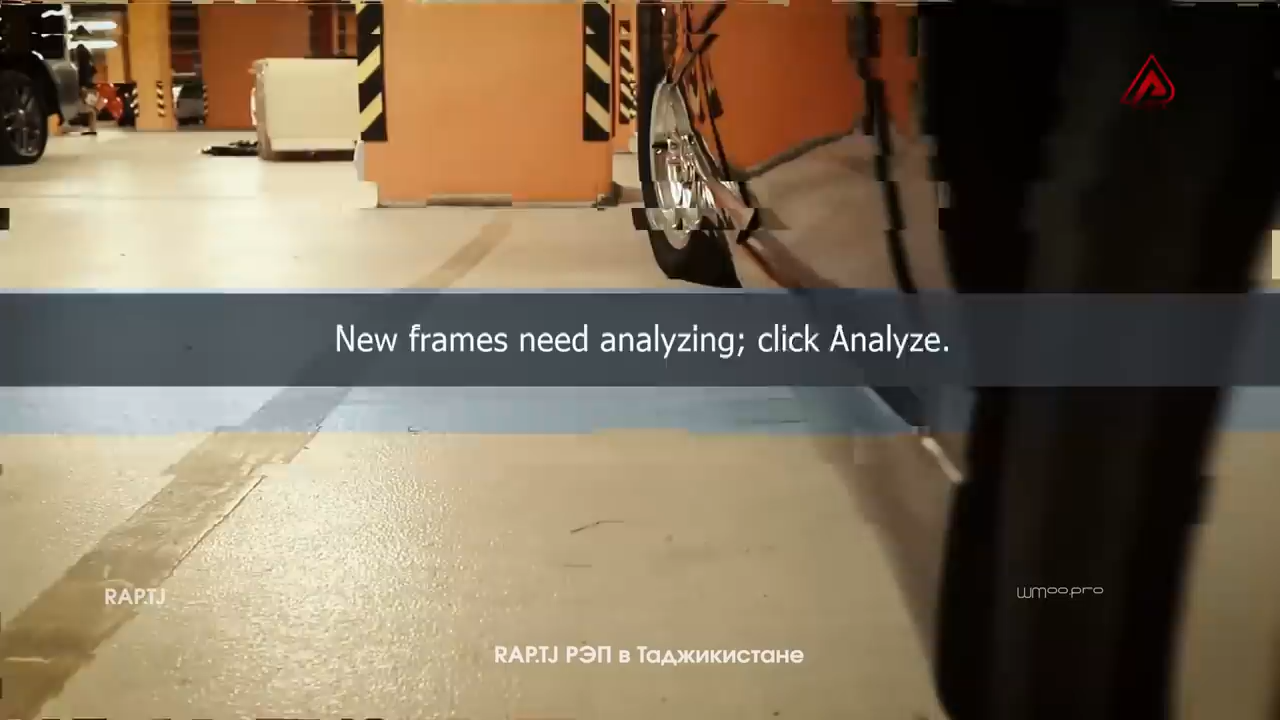 New frames need analyzing; click Analyze.
RAP.TJ
wmoo.pro
RAP.TJ РЭП в Таджикистане